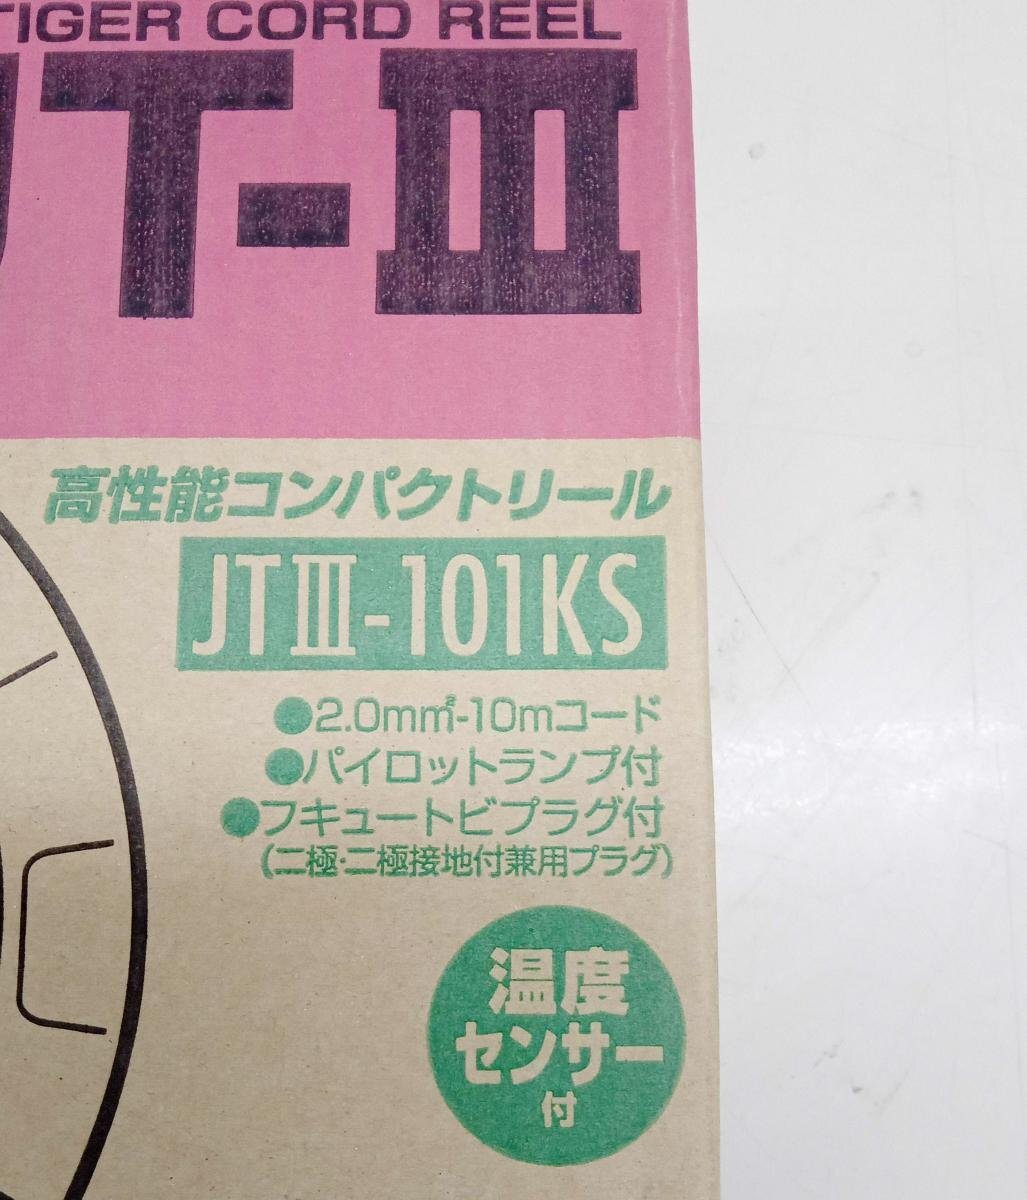 TIGER CORD REEL
JT-III
高性能コンパクトリール
JTIII-101KS
●2.0mm²-10mコード
●パイロットランプ付
●フキュートビプラグ付
(二極・二極接地付兼用プラグ)
温度
センサー
付